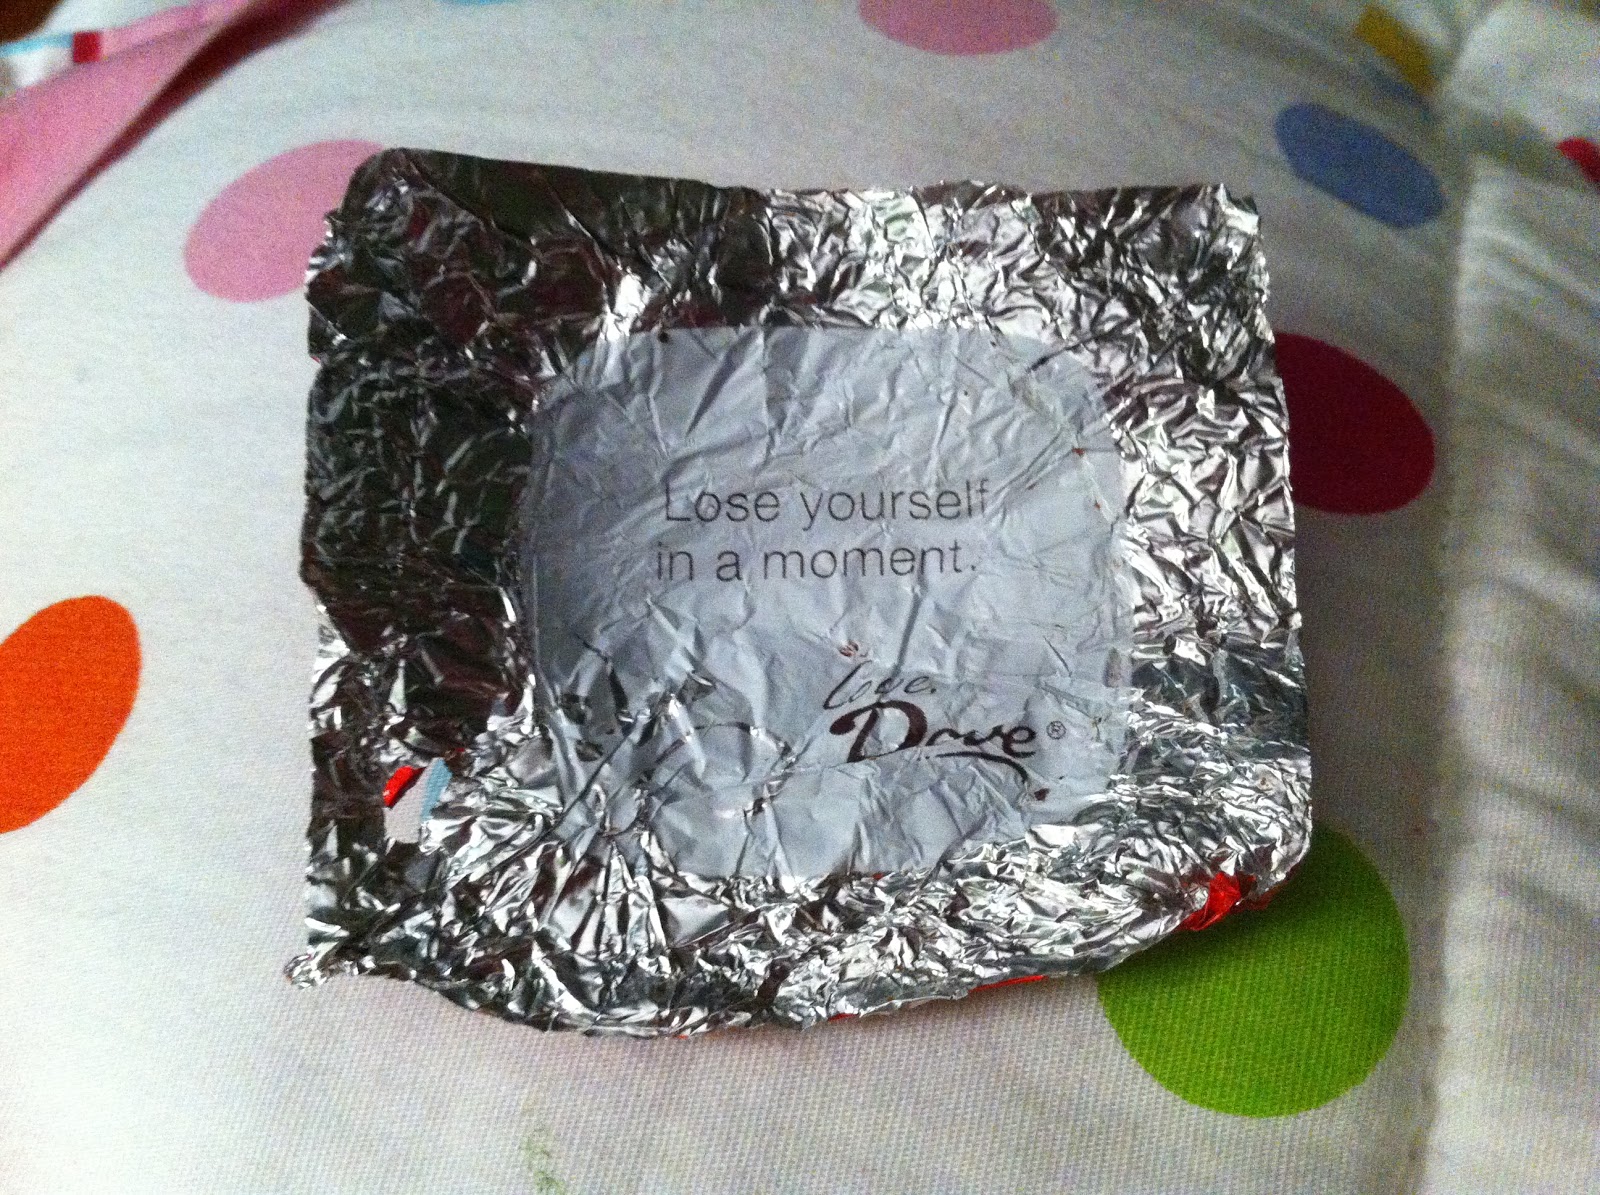 Lose yourself
in a moment.
Love,
Dove®